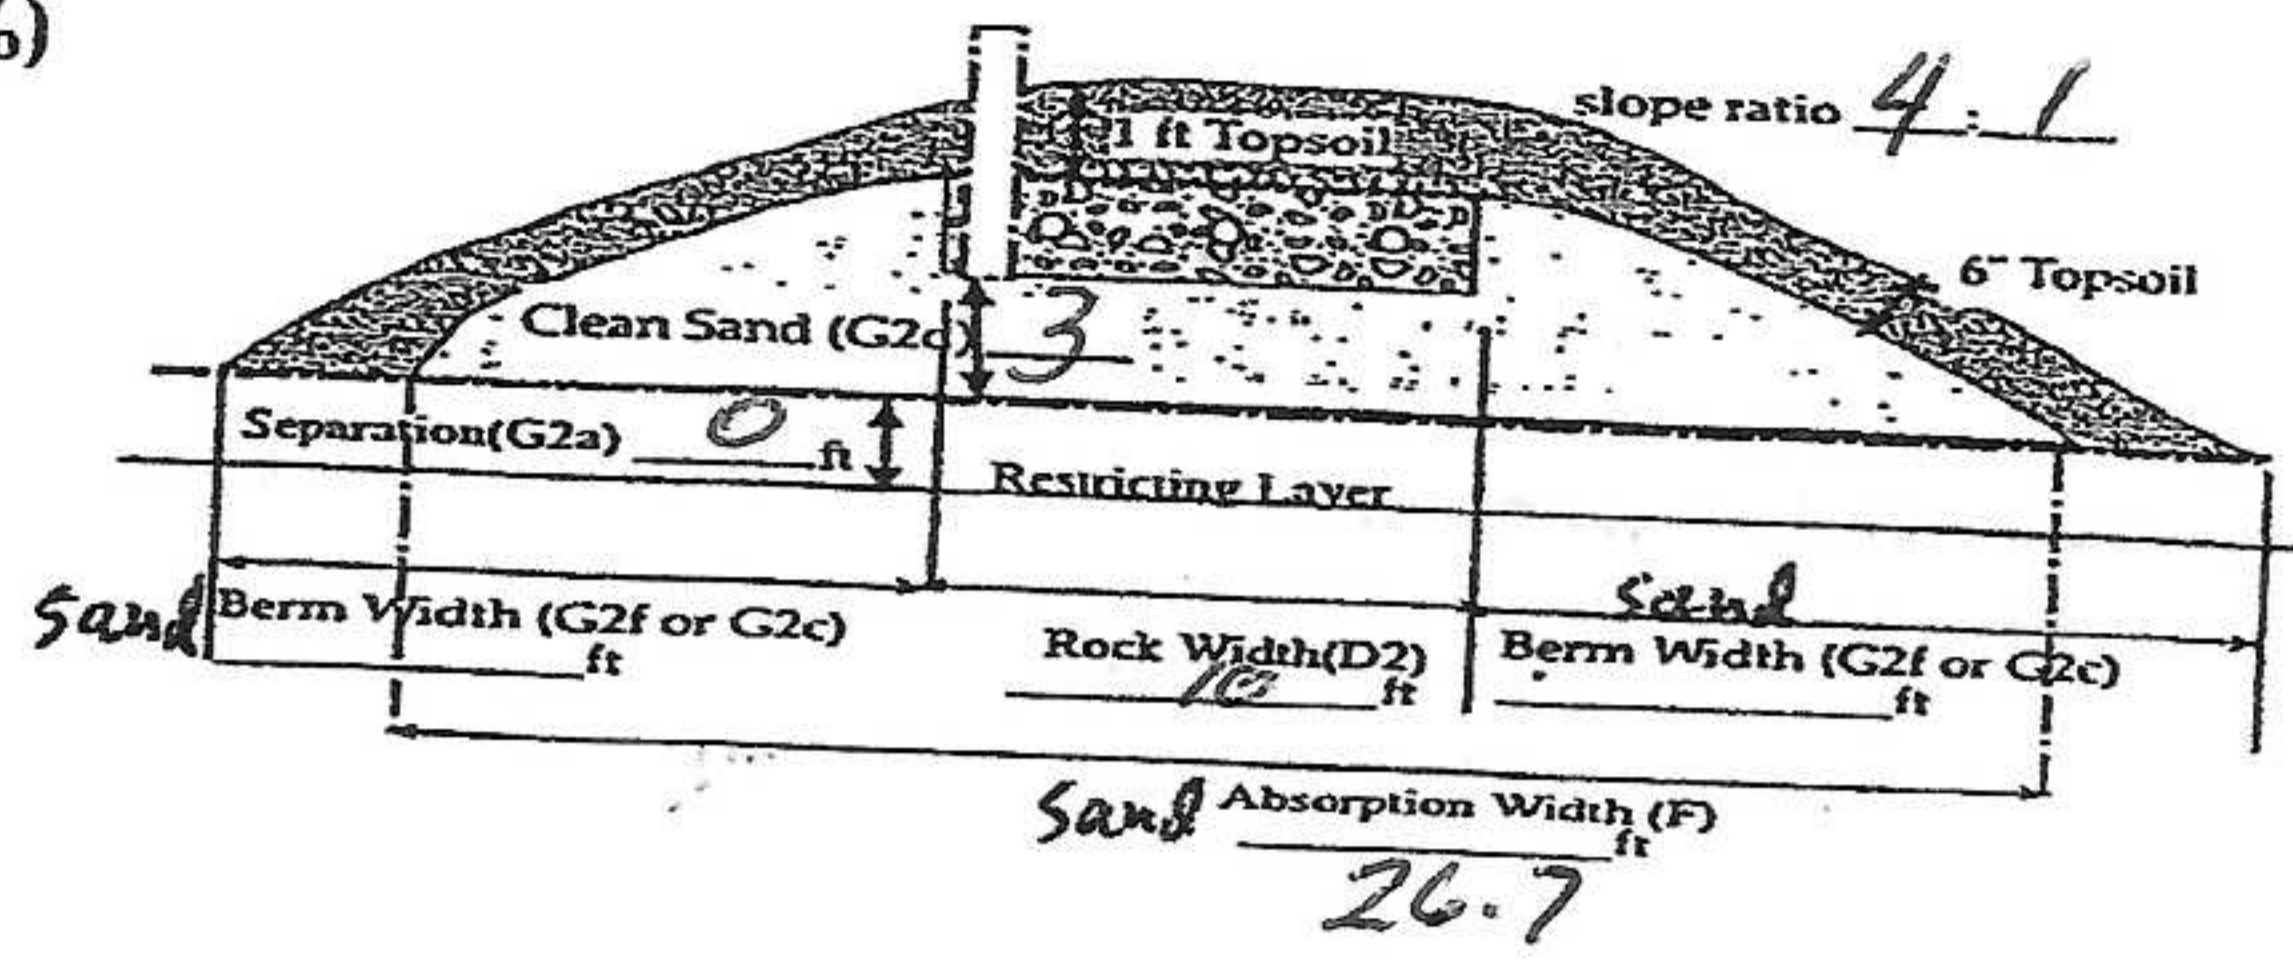 slope ratio 4 : 1
1 ft Topsoil
6" Topsoil
Clean Sand (G2d) 3
Separation(G2a) 0 ft
Restricting Layer
sand Berm Width (G2f or G2c)
ft
Rock Width(D2)
10 ft
sand
Berm Width (G2f or G2c)
ft
sand Absorption Width (F)
ft
26.7